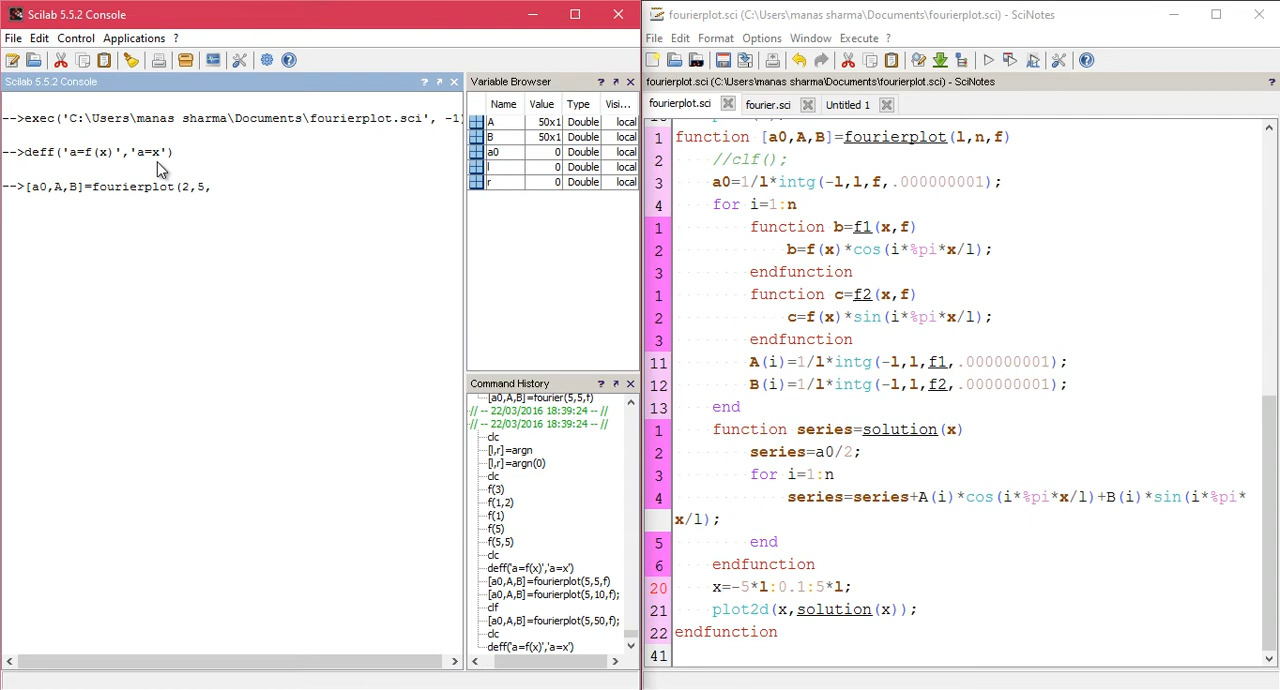 Scilab 5.5.2 Console
File Edit Control Applications ?
Scilab 5.5.2 Console ? ↗ ✕
-->exec('C:\Users\manas sharma\Documents\fourierplot.sci', -1)
-->deff('a=f(x)','a=x')
-->[a0,A,B]=fourierplot(2,5,
Variable Browser ? ↗ ✕
Name Value Type Visi...
A 50x1 Double local
B 50x1 Double local
a0 0 Double local
l 0 Double local
r 0 Double local
Command History ? ↗ ✕
[a0,A,B]=fourier(5,5,f)
// -- 22/03/2016 18:39:24 -- //
// -- 22/03/2016 18:39:24 -- //
clc
[l,r]=argn
[l,r]=argn(0)
clc
f(3)
f(1,2)
f(1)
f(5)
f(5,5)
clc
deff('a=f(x)','a=x')
[a0,A,B]=fourierplot(5,5,f)
[a0,A,B]=fourierplot(5,10,f);
clf
[a0,A,B]=fourierplot(5,50,f);
clc
deff('a=f(x)','a=x')
fourierplot.sci (C:\Users\manas sharma\Documents\fourierplot.sci) - SciNotes
File Edit Format Options Window Execute ?
fourierplot.sci (C:\Users\manas sharma\Documents\fourierplot.sci) - SciNotes ?
fourierplot.sci fourier.sci Untitled 1
1 function [a0,A,B]=fourierplot(l,n,f)
2 //clf();
3 a0=1/l*intg(-l,l,f,.000000001);
4 for i=1:n
1 function b=f1(x,f)
2 b=f(x)*cos(i*%pi*x/l);
3 endfunction
1 function c=f2(x,f)
2 c=f(x)*sin(i*%pi*x/l);
3 endfunction
11 A(i)=1/l*intg(-l,l,f1,.000000001);
12 B(i)=1/l*intg(-l,l,f2,.000000001);
13 end
1 function series=solution(x)
2 series=a0/2;
3 for i=1:n
4 series=series+A(i)*cos(i*%pi*x/l)+B(i)*sin(i*%pi*
x/l);
5 end
6 endfunction
20 x=-5*l:0.1:5*l;
21 plot2d(x,solution(x));
22 endfunction
41